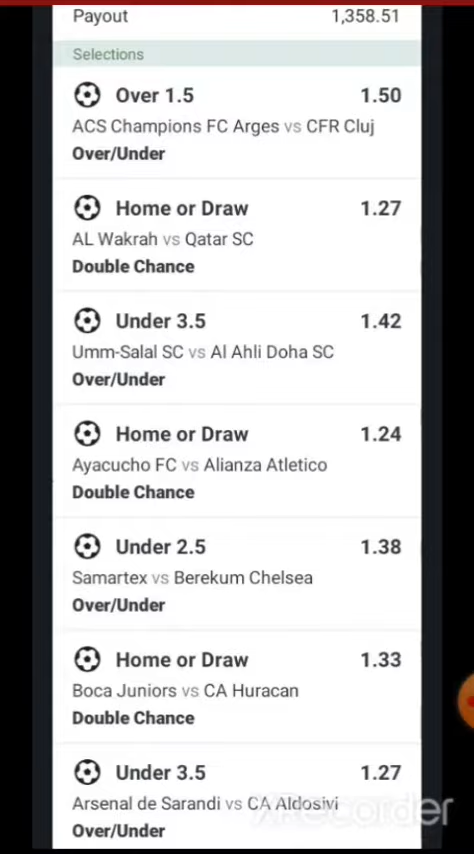 Payout 1,358.51
Selections
Over 1.5 1.50
ACS Champions FC Arges vs CFR Cluj
Over/Under
Home or Draw 1.27
AL Wakrah vs Qatar SC
Double Chance
Under 3.5 1.42
Umm-Salal SC vs Al Ahli Doha SC
Over/Under
Home or Draw 1.24
Ayacucho FC vs Alianza Atletico
Double Chance
Under 2.5 1.38
Samartex vs Berekum Chelsea
Over/Under
Home or Draw 1.33
Boca Juniors vs CA Huracan
Double Chance
Under 3.5 1.27
Arsenal de Sarandi vs CA Aldosivi
XRecorder
Over/Under